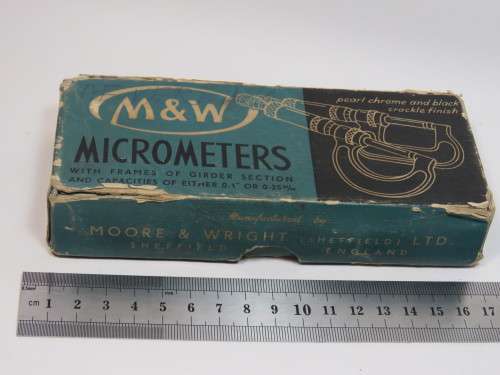 M & W
pearl chrome and black
crackle finish
MICROMETERS
WITH FRAMES OF GIRDER SECTION
AND CAPACITIES OF EITHER 0.1" OR 0-25 m/m
Manufactured by
MOORE & WRIGHT (SHEFFIELD) LTD.
SHEFFIELD ENGLAND
cm 1 2 3 4 5 6 7 8 9 10 11 12 13 14 15 16 17